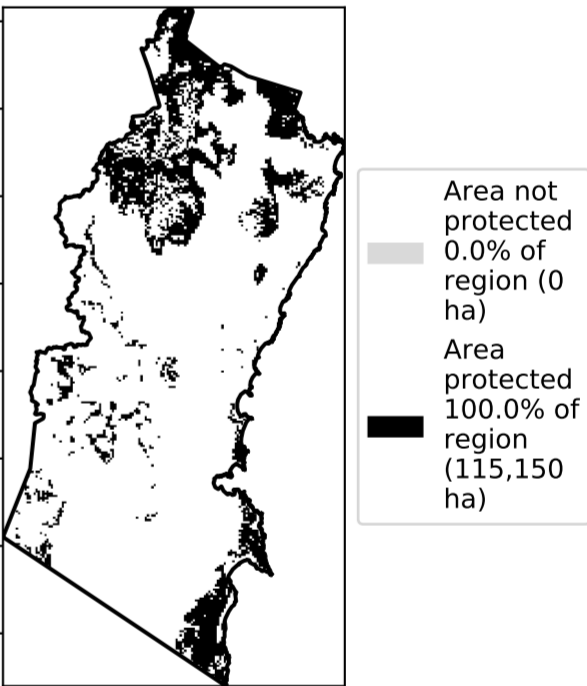 Area not
protected
0.0% of
region (0
ha)
Area
protected
100.0% of
region
(115,150
ha)